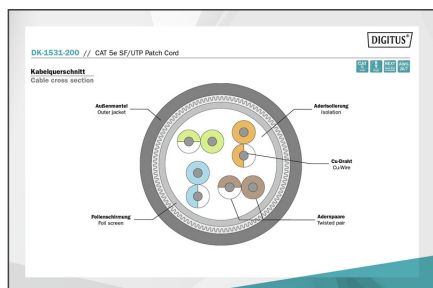 DIGITUS®
DK-1531-200 // CAT 5e SF/UTP Patch Cord
Kabelquerschnitt
Cable cross section
Außenmantel
Outer jacket
Aderisolierung
Isolation
Cu-Draht
Cu-Wire
Folienschirmung
Foil screen
Adernpaare
Twisted pair